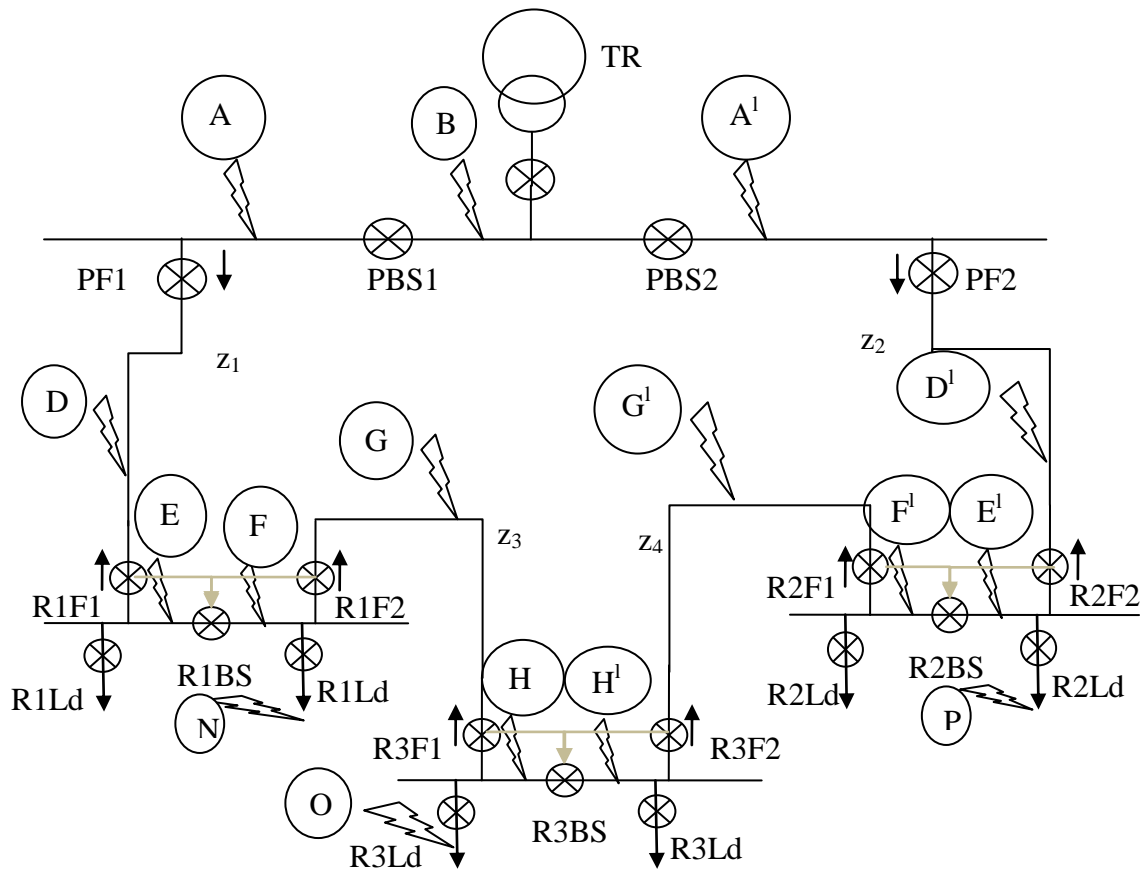 TR
A
B
A¹
PF1
PBS1
PBS2
PF2
z₁
z₂
D
D¹
G
G¹
E
F
F¹
E¹
z₃
z₄
R1F1
R1F2
R2F1
R2F2
R1Ld
R1BS
R1Ld
R2Ld
R2BS
R2Ld
N
H
H¹
P
R3F1
R3F2
O
R3Ld
R3BS
R3Ld